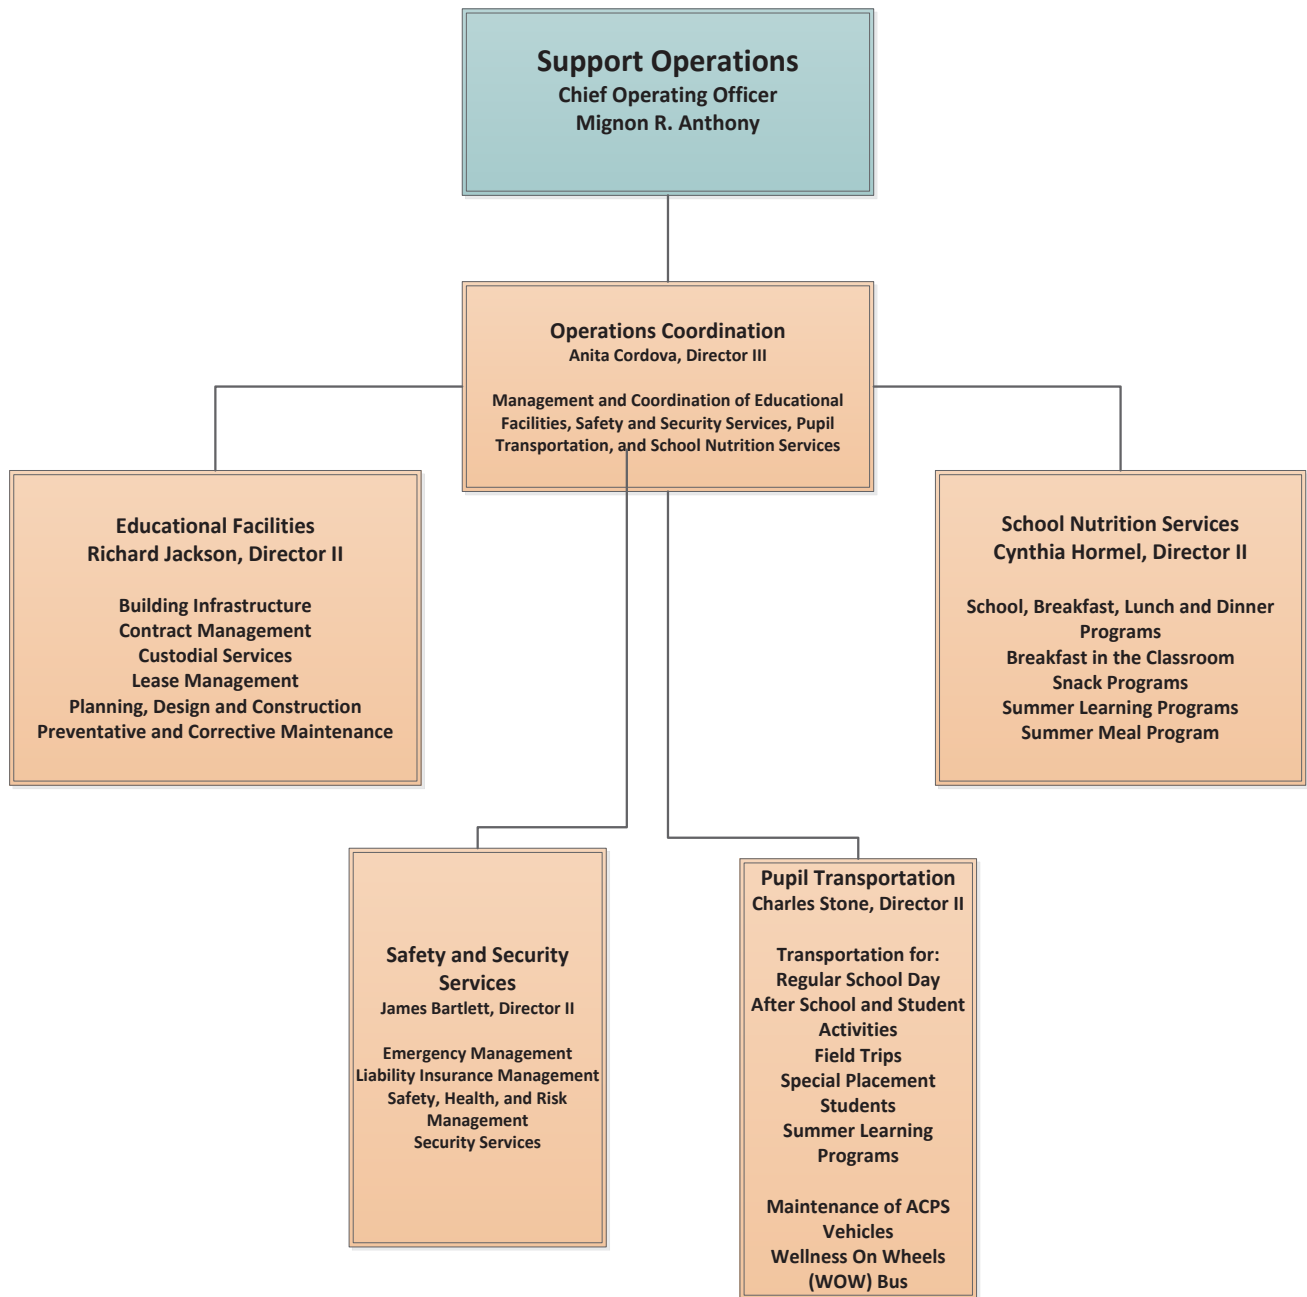 Support Operations
Chief Operating Officer
Mignon R. Anthony
Operations Coordination
Anita Cordova, Director III
Management and Coordination of Educational
Facilities, Safety and Security Services, Pupil
Transportation, and School Nutrition Services
Educational Facilities
Richard Jackson, Director II
Building Infrastructure
Contract Management
Custodial Services
Lease Management
Planning, Design and Construction
Preventative and Corrective Maintenance
School Nutrition Services
Cynthia Hormel, Director II
School, Breakfast, Lunch and Dinner
Programs
Breakfast in the Classroom
Snack Programs
Summer Learning Programs
Summer Meal Program
Safety and Security
Services
James Bartlett, Director II
Emergency Management
Liability Insurance Management
Safety, Health, and Risk
Management
Security Services
Pupil Transportation
Charles Stone, Director II
Transportation for:
Regular School Day
After School and Student
Activities
Field Trips
Special Placement
Students
Summer Learning
Programs
Maintenance of ACPS
Vehicles
Wellness On Wheels
(WOW) Bus